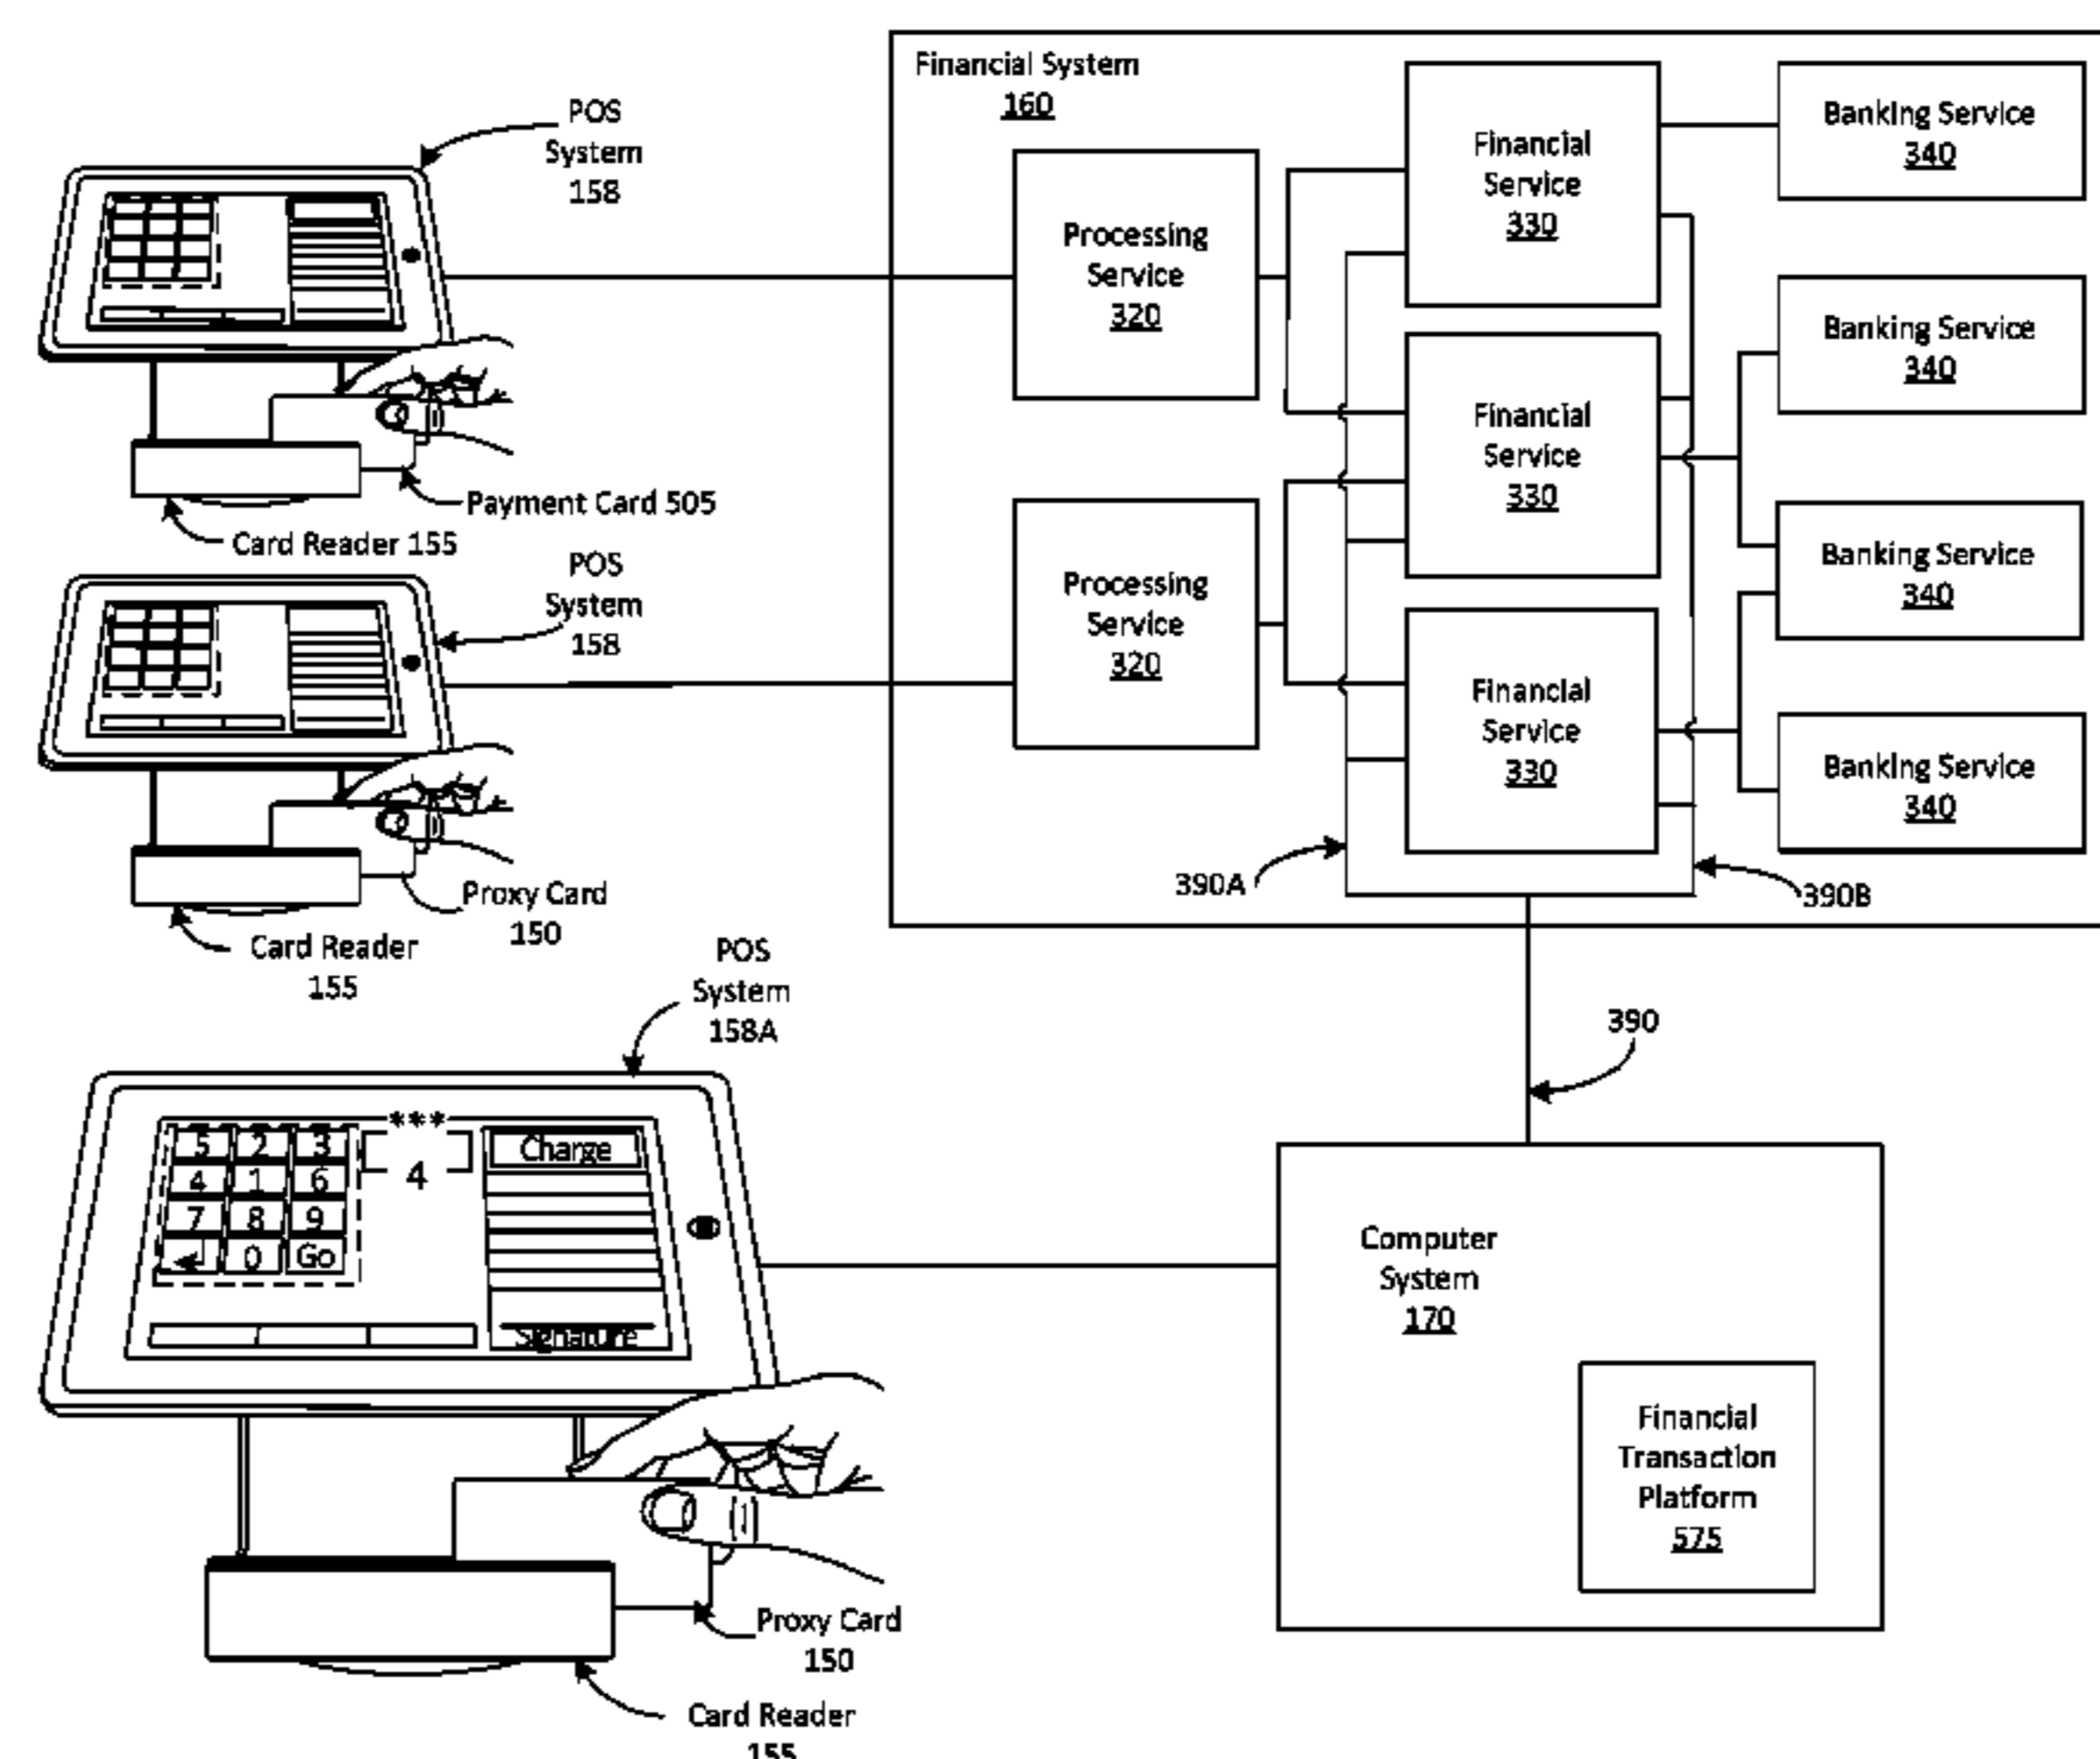 Financial System
160
POS
System
158
Payment Card 505
Card Reader 155
Processing
Service
320
Financial
Service
330
Banking Service
340
Banking Service
340
Financial
Service
330
POS
System
158
Proxy Card
150
Card Reader
155
Processing
Service
320
Banking Service
340
Financial
Service
330
Banking Service
340
390A
390B
POS
System
158A
390
***
5 2 3
4 1 6
7 8 9
0 Go
4
Charge
Signature
Proxy Card
150
Card Reader
155
Computer
System
170
Financial
Transaction
Platform
575